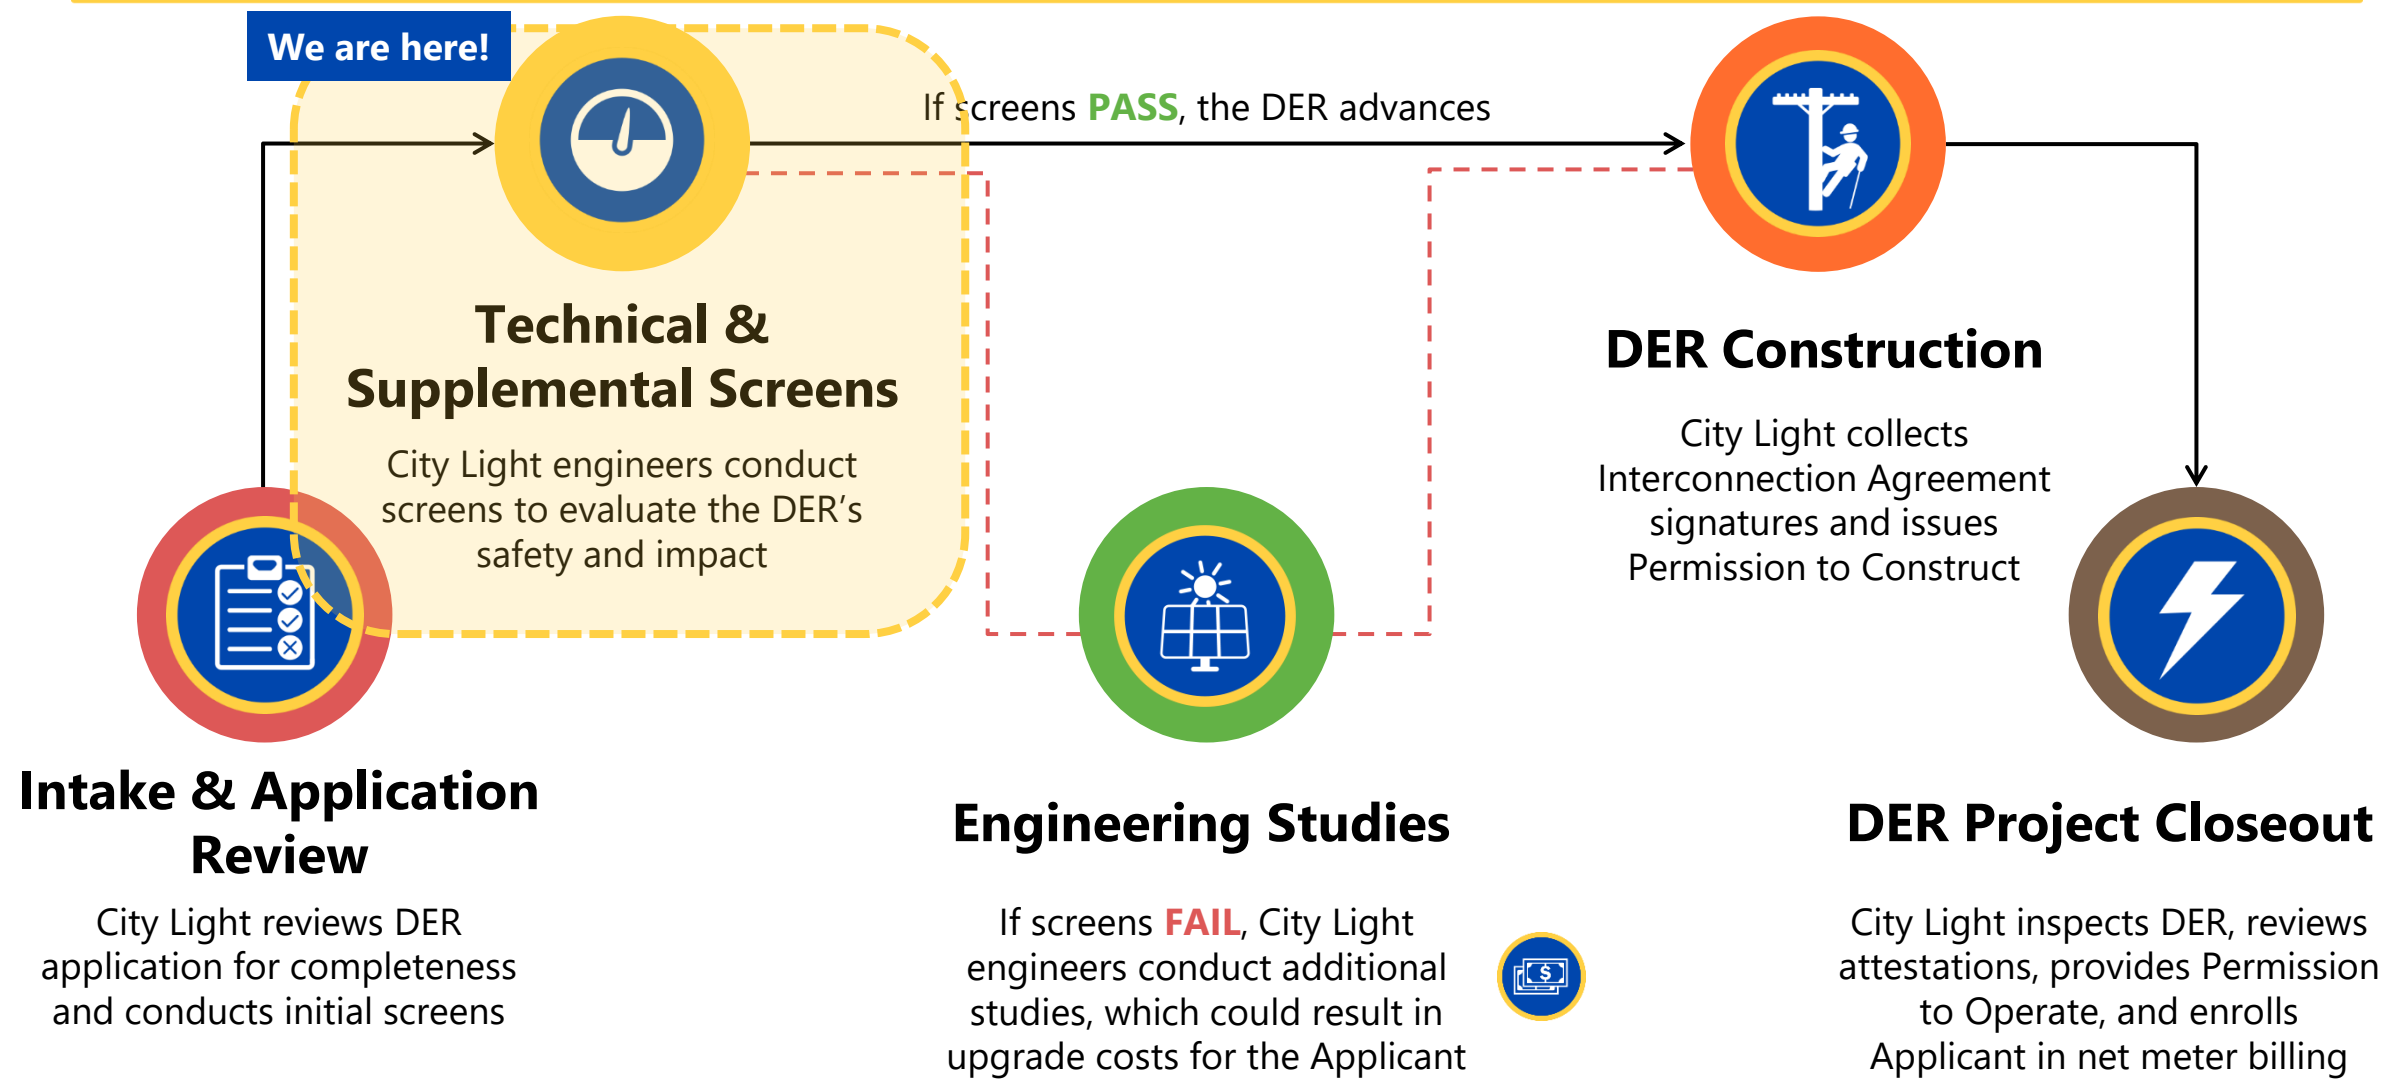 We are here!
If screens PASS, the DER advances
Technical &
Supplemental Screens
City Light engineers conduct
screens to evaluate the DER’s
safety and impact
DER Construction
City Light collects
Interconnection Agreement
signatures and issues
Permission to Construct
Intake & Application
Review
City Light reviews DER
application for completeness
and conducts initial screens
Engineering Studies
If screens FAIL, City Light
engineers conduct additional
studies, which could result in
upgrade costs for the Applicant
$
DER Project Closeout
City Light inspects DER, reviews
attestations, provides Permission
to Operate, and enrolls
Applicant in net meter billing